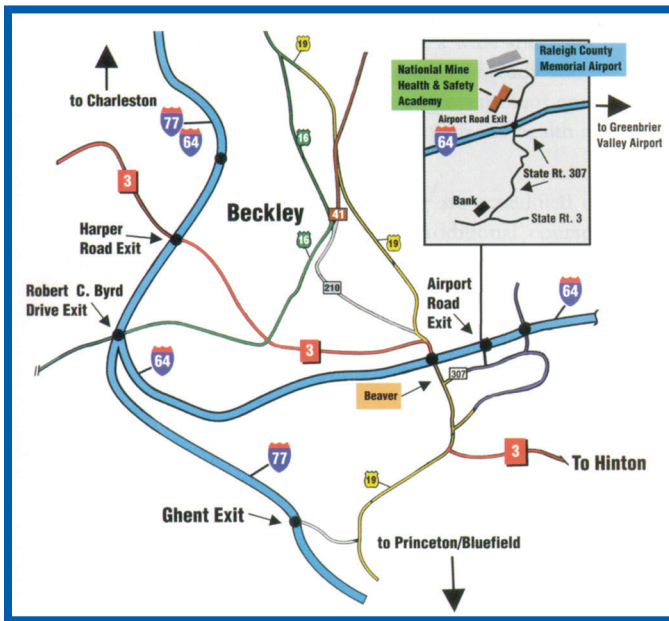 to Charleston
77
64
3
Harper
Road Exit
Robert C. Byrd
Drive Exit
64
77
Ghent Exit
19
16
Beckley
41
16
19
210
3
Airport
Road
Exit
64
307
Beaver
3
To Hinton
19
to Princeton/Bluefield
Raleigh County
Memorial Airport
Nationlal Mine
Health & Safety
Academy
Airport Road Exit
64
to Greenbrier
Valley Airport
State Rt. 307
Bank
State Rt. 3